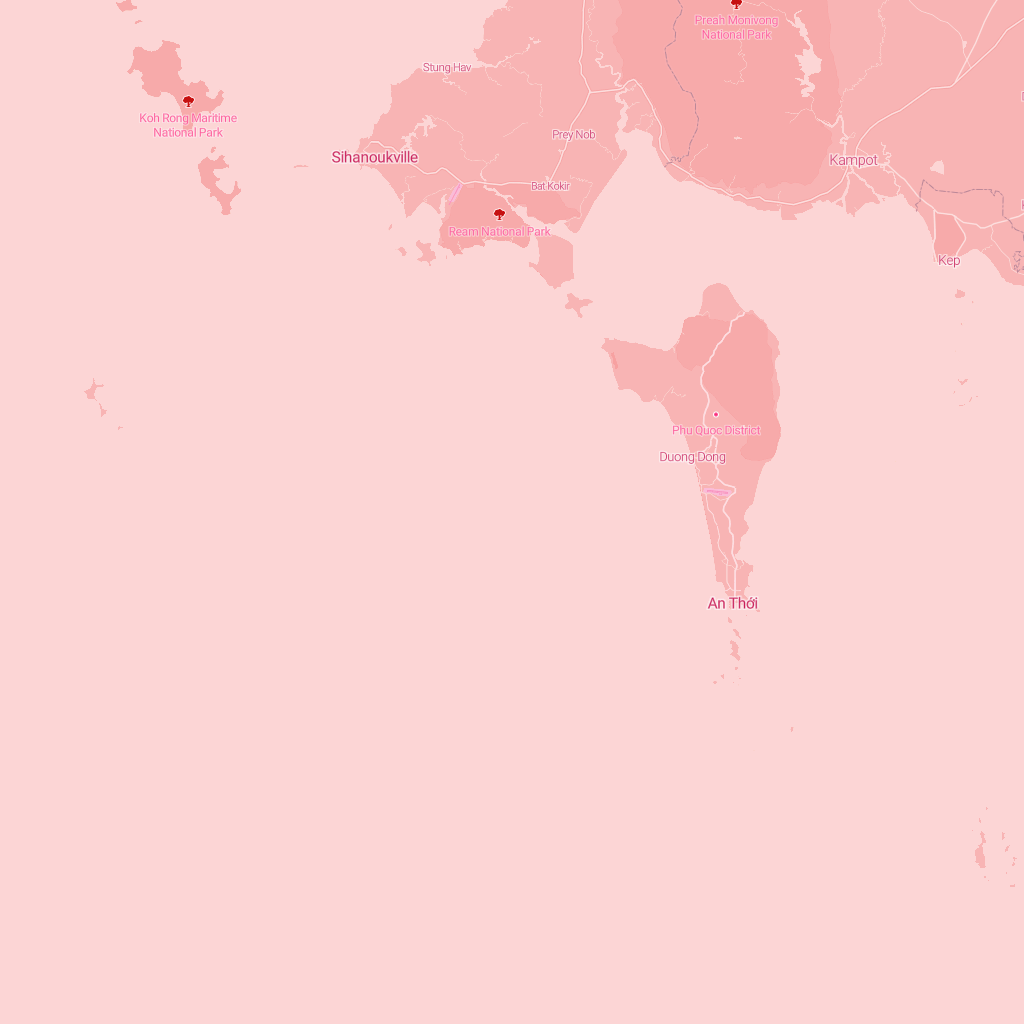 Preah Monivong
National Park
Stung Hav
Koh Rong Maritime
National Park
Prey Nob
Sihanoukville
Kampot
Bat Kokir
Ream National Park
Kep
Phu Quoc District
Duong Dong
An Thới